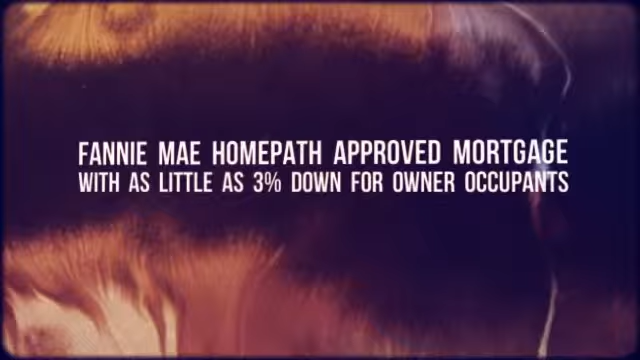 FANNIE MAE HOMEPATH APPROVED MORTGAGE
WITH AS LITTLE AS 3% DOWN FOR OWNER OCCUPANTS